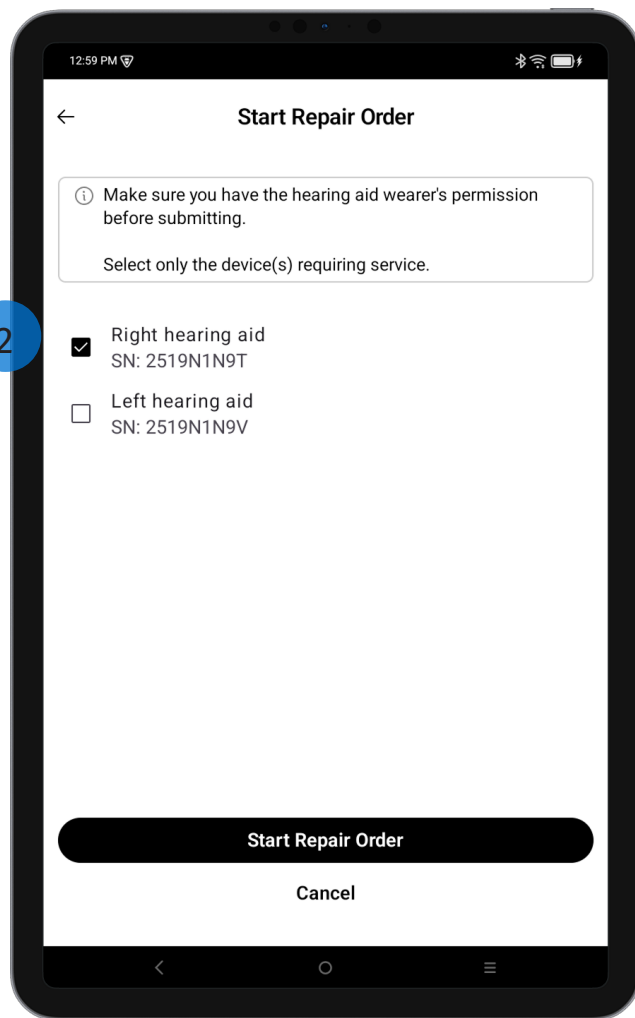 12:59 PM
Start Repair Order
Make sure you have the hearing aid wearer's permission
before submitting.
Select only the device(s) requiring service.
2
Right hearing aid
SN: 2519N1N9T
Left hearing aid
SN: 2519N1N9V
Start Repair Order
Cancel